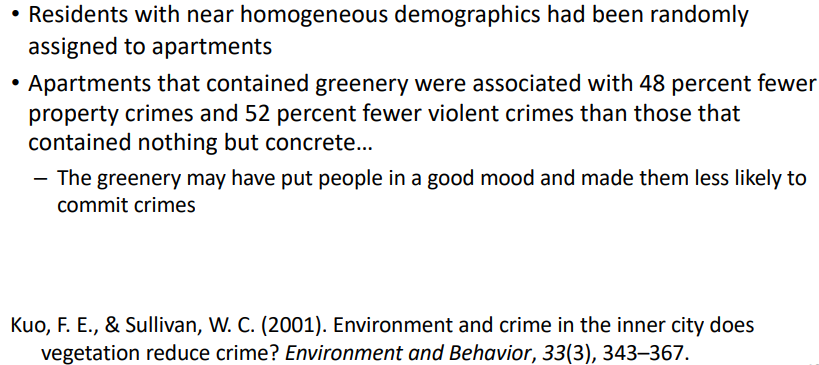 • Residents with near homogeneous demographics had been randomly
assigned to apartments
• Apartments that contained greenery were associated with 48 percent fewer
property crimes and 52 percent fewer violent crimes than those that
contained nothing but concrete...
– The greenery may have put people in a good mood and made them less likely to
commit crimes
Kuo, F. E., & Sullivan, W. C. (2001). Environment and crime in the inner city does
vegetation reduce crime? Environment and Behavior, 33(3), 343–367.